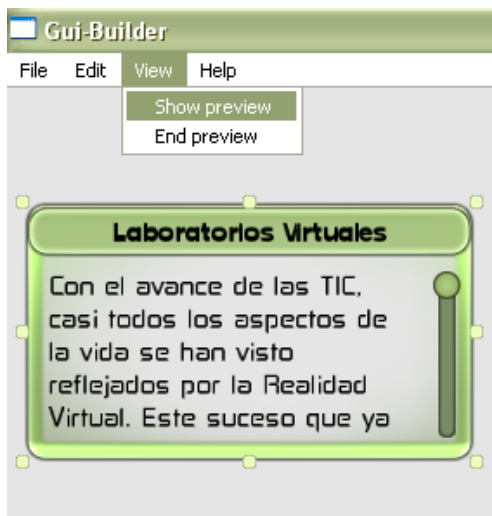 Gui-Builder
File Edit View Help
Show preview
End preview
Laboratorios Virtuales
Con el avance de las TIC,
casi todos los aspectos de
la vida se han visto
reflejados por la Realidad
Virtual. Este suceso que ya